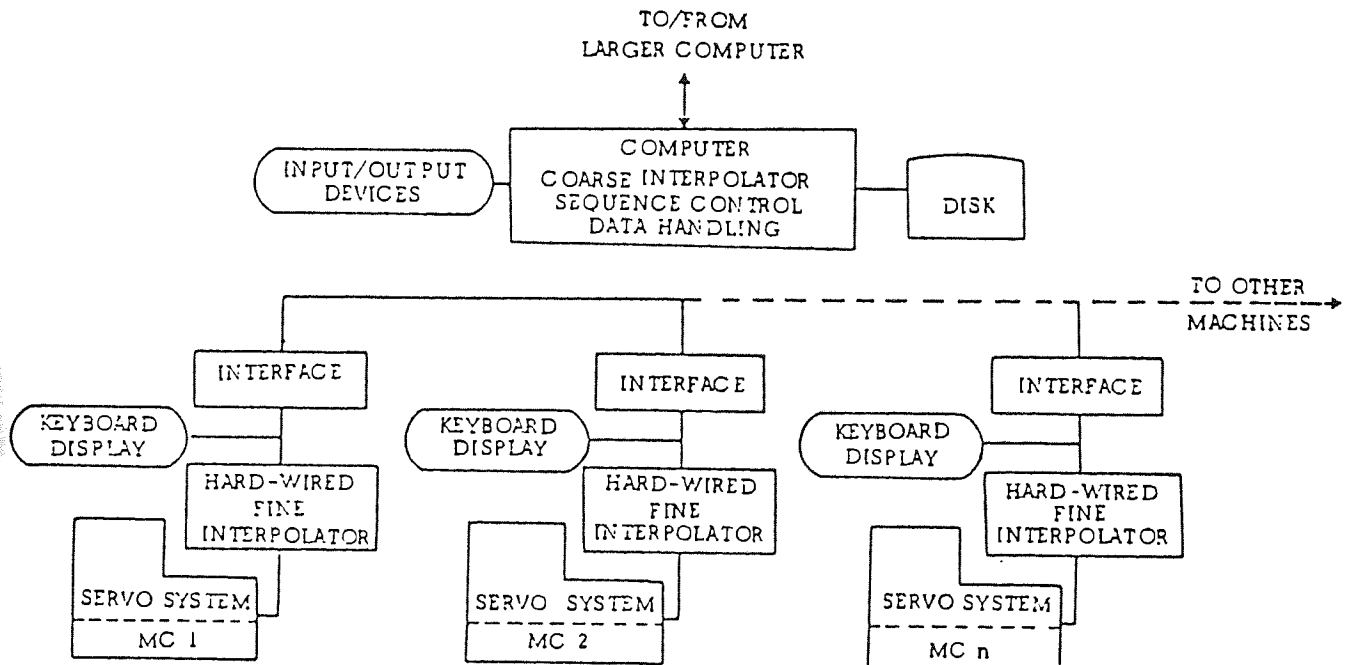 TO/FROM
LARGER COMPUTER
INPUT/OUTPUT
DEVICES
COMPUTER
COARSE INTERPOLATOR
SEQUENCE CONTROL
DATA HANDLING
DISK
TO OTHER
MACHINES
INTERFACE
INTERFACE
INTERFACE
KEYBOARD
DISPLAY
KEYBOARD
DISPLAY
KEYBOARD
DISPLAY
HARD-WIRED
FINE
INTERPOLATOR
HARD-WIRED
FINE
INTERPOLATOR
HARD-WIRED
FINE
INTERPOLATOR
SERVO SYSTEM
MC 1
SERVO SYSTEM
MC 2
SERVO SYSTEM
MC n